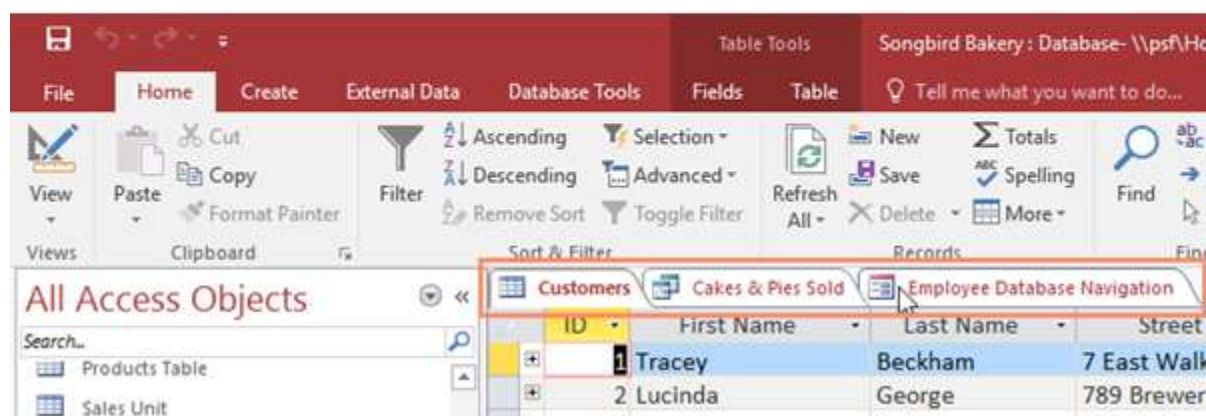 Table Tools Songbird Bakery : Database- \\psf\Ho
File Home Create External Data Database Tools Fields Table Tell me what you want to do...
View Paste Cut Copy Format Painter
Filter Ascending Descending Remove Sort Selection Advanced Toggle Filter
Refresh All New Save Delete Totals Spelling More
Find
Views Clipboard Sort & Filter Records Find
All Access Objects
Customers Cakes & Pies Sold Employee Database Navigation
Search...
ID First Name Last Name Street
Products Table
1 Tracey Beckham 7 East Walk
Sales Unit
2 Lucinda George 789 Brewer